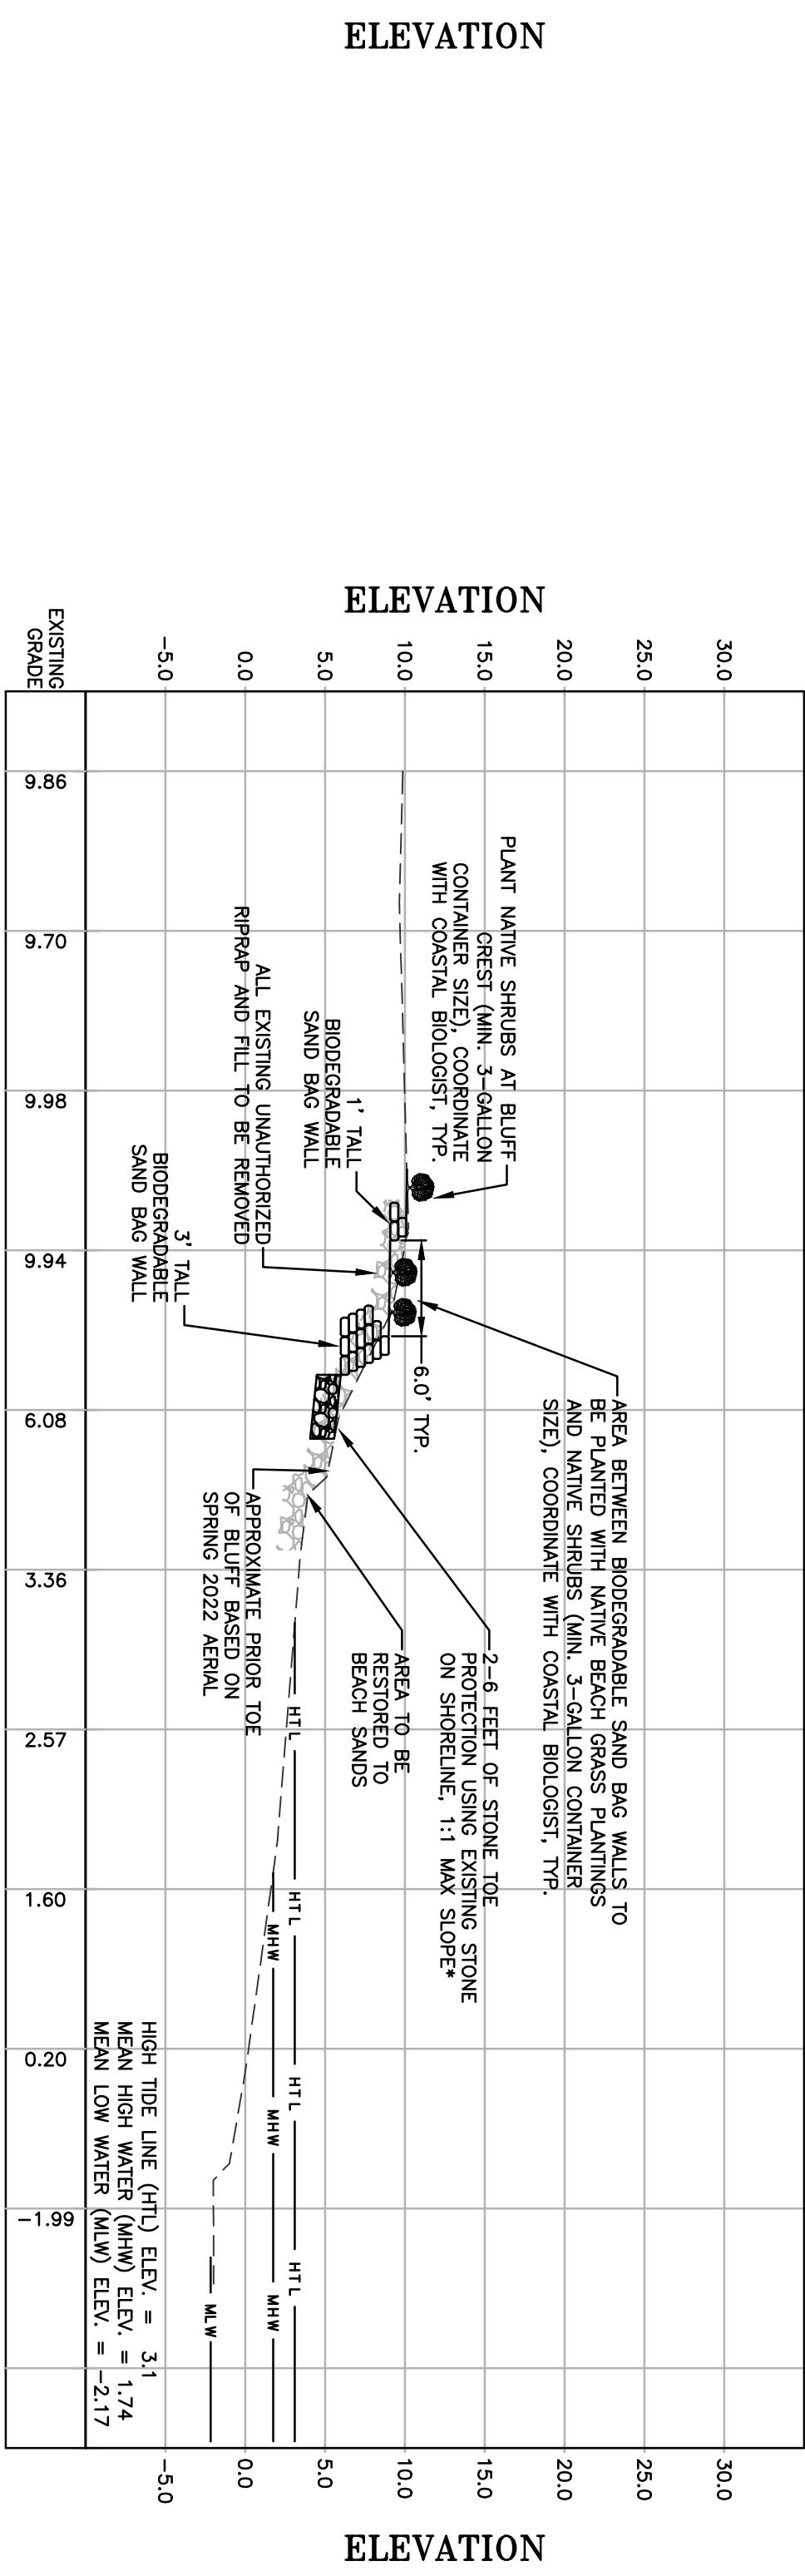 ELEVATION
ELEVATION
30.0
25.0
20.0
15.0
10.0
5.0
0.0
-5.0
EXISTING
GRADE
PLANT NATIVE SHRUBS AT BLUFF
CREST (MIN. 3-GALLON
CONTAINER SIZE), COORDINATE
WITH COASTAL BIOLOGIST, TYP.
1' TALL
BIODEGRADABLE
SAND BAG WALL
ALL EXISTING UNAUTHORIZED
RIPRAP AND FILL TO BE REMOVED
3' TALL
BIODEGRADABLE
SAND BAG WALL
6.0' TYP.
AREA BETWEEN BIODEGRADABLE SAND BAG WALLS TO
BE PLANTED WITH NATIVE BEACH GRASS PLANTINGS
AND NATIVE SHRUBS (MIN. 3-GALLON CONTAINER
SIZE), COORDINATE WITH COASTAL BIOLOGIST, TYP.
2-6 FEET OF STONE TOE
PROTECTION USING EXISTING STONE
ON SHORELINE, 1:1 MAX SLOPE*
AREA TO BE
RESTORED TO
BEACH SANDS
APPROXIMATE PRIOR TOE
OF BLUFF BASED ON
SPRING 2022 AERIAL
HTL HTL HTL HTL
MHW MHW MHW
MLW
HIGH TIDE LINE (HTL) ELEV. = 3.1
MEAN HIGH WATER (MHW) ELEV. = 1.74
MEAN LOW WATER (MLW) ELEV. = -2.17
9.86 9.70 9.98 9.94 6.08 3.36 2.57 1.60 0.20 -1.99
30.0
25.0
20.0
15.0
10.0
5.0
0.0
-5.0
ELEVATION